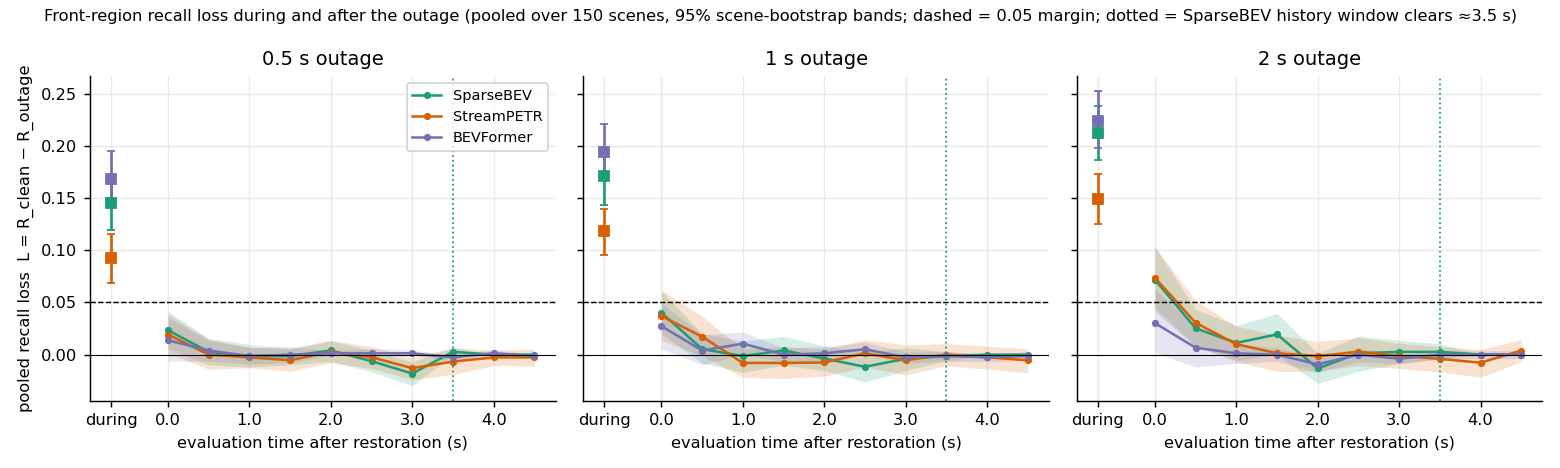 Front-region recall loss during and after the outage (pooled over 150 scenes, 95% scene-bootstrap bands; dashed = 0.05 margin; dotted = SparseBEV history window clears ≈3.5 s)
0.5 s outage
1 s outage
2 s outage
pooled recall loss L = R_clean − R_outage
0.25
0.20
0.15
0.10
0.05
0.00
SparseBEV
StreamPETR
BEVFormer
during 0.0 1.0 2.0 3.0 4.0
during 0.0 1.0 2.0 3.0 4.0
during 0.0 1.0 2.0 3.0 4.0
evaluation time after restoration (s)
evaluation time after restoration (s)
evaluation time after restoration (s)